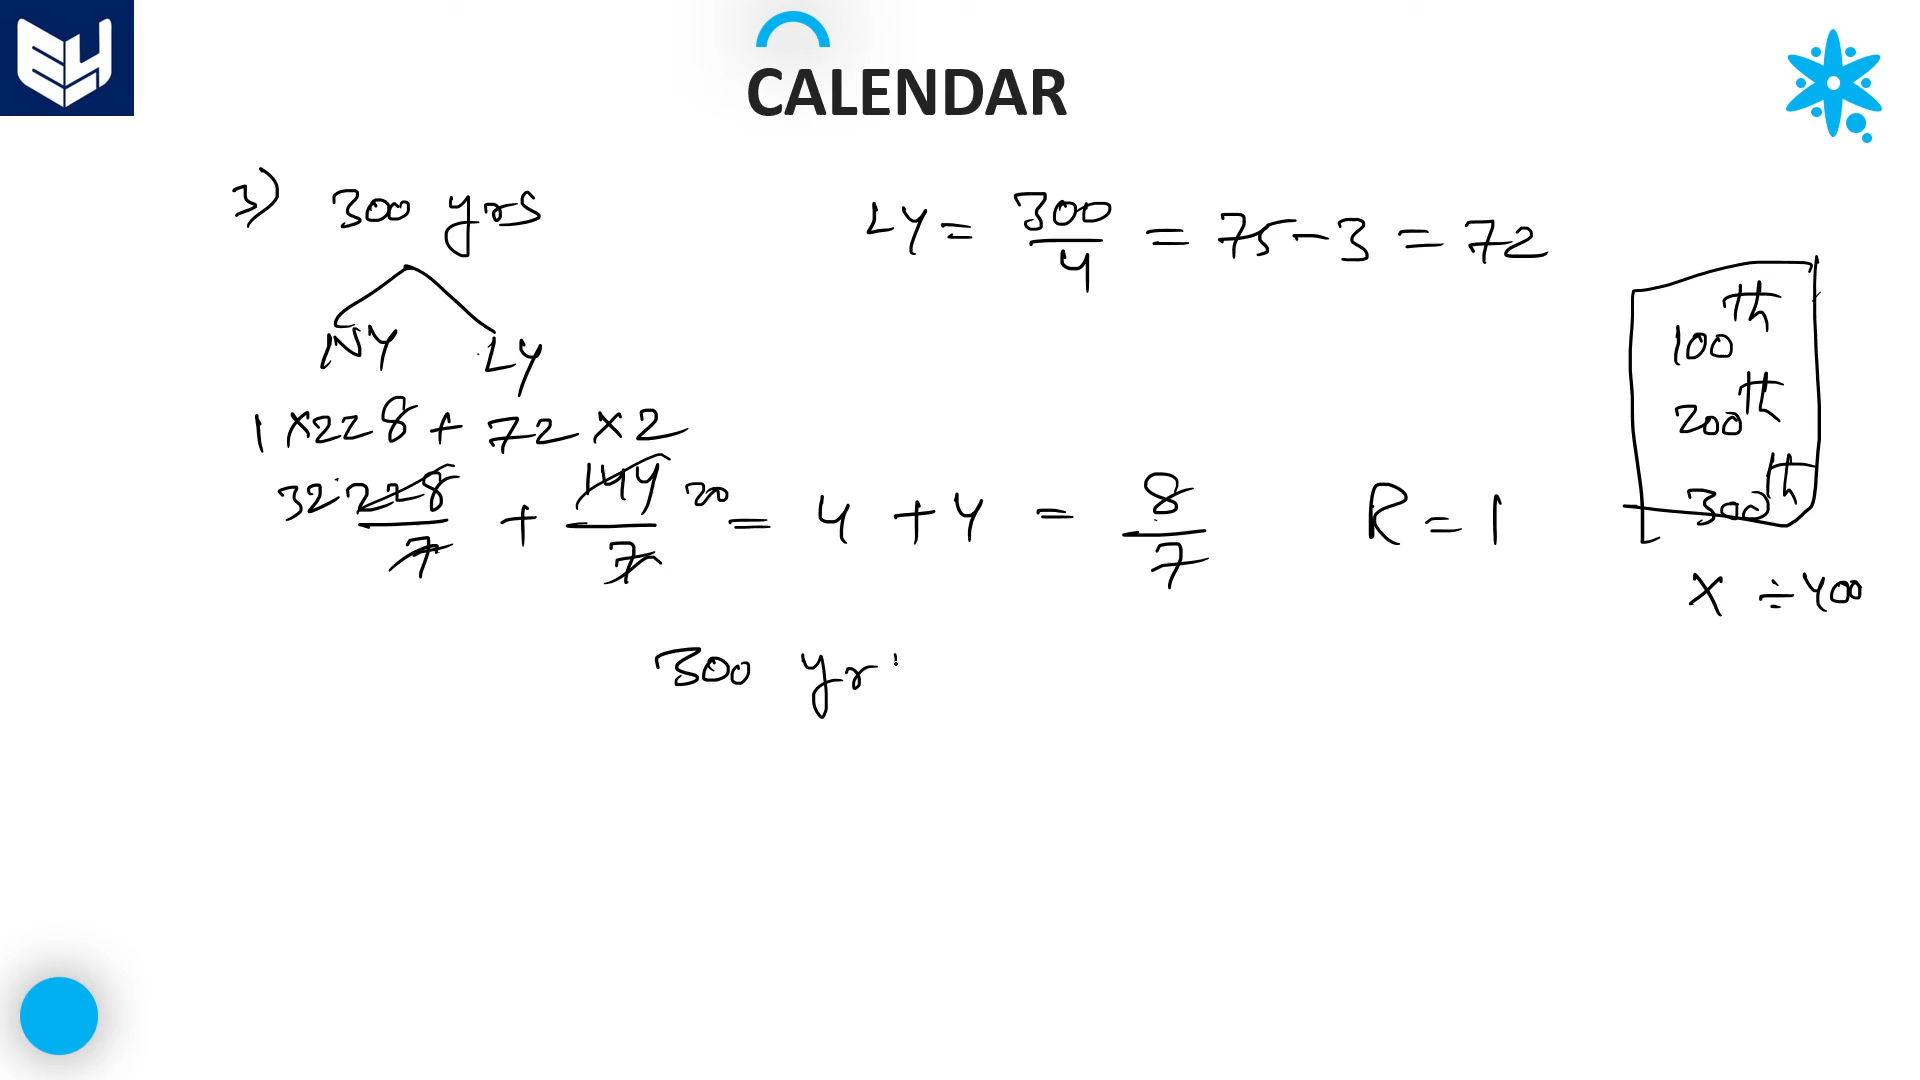 CALENDAR
3) 300 yrs
LY = 300/4 = 75 - 3 = 72
NY LY
1 × 228 + 72 × 2
32 228/7 + 144/7 20 = 4 + 4 = 8/7 R = 1
100th
200th
300th
X ÷ 400
300 yr